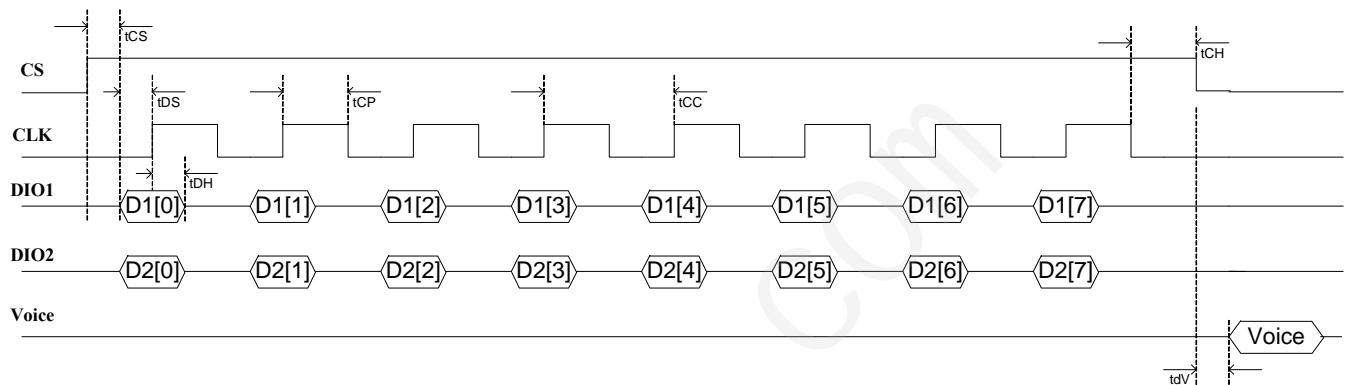 tCS
tCH
CS
tDS
tCP
tCC
CLK
tDH
DIO1
D1[0] D1[1] D1[2] D1[3] D1[4] D1[5] D1[6] D1[7]
DIO2
D2[0] D2[1] D2[2] D2[3] D2[4] D2[5] D2[6] D2[7]
Voice
Voice
tdV
com